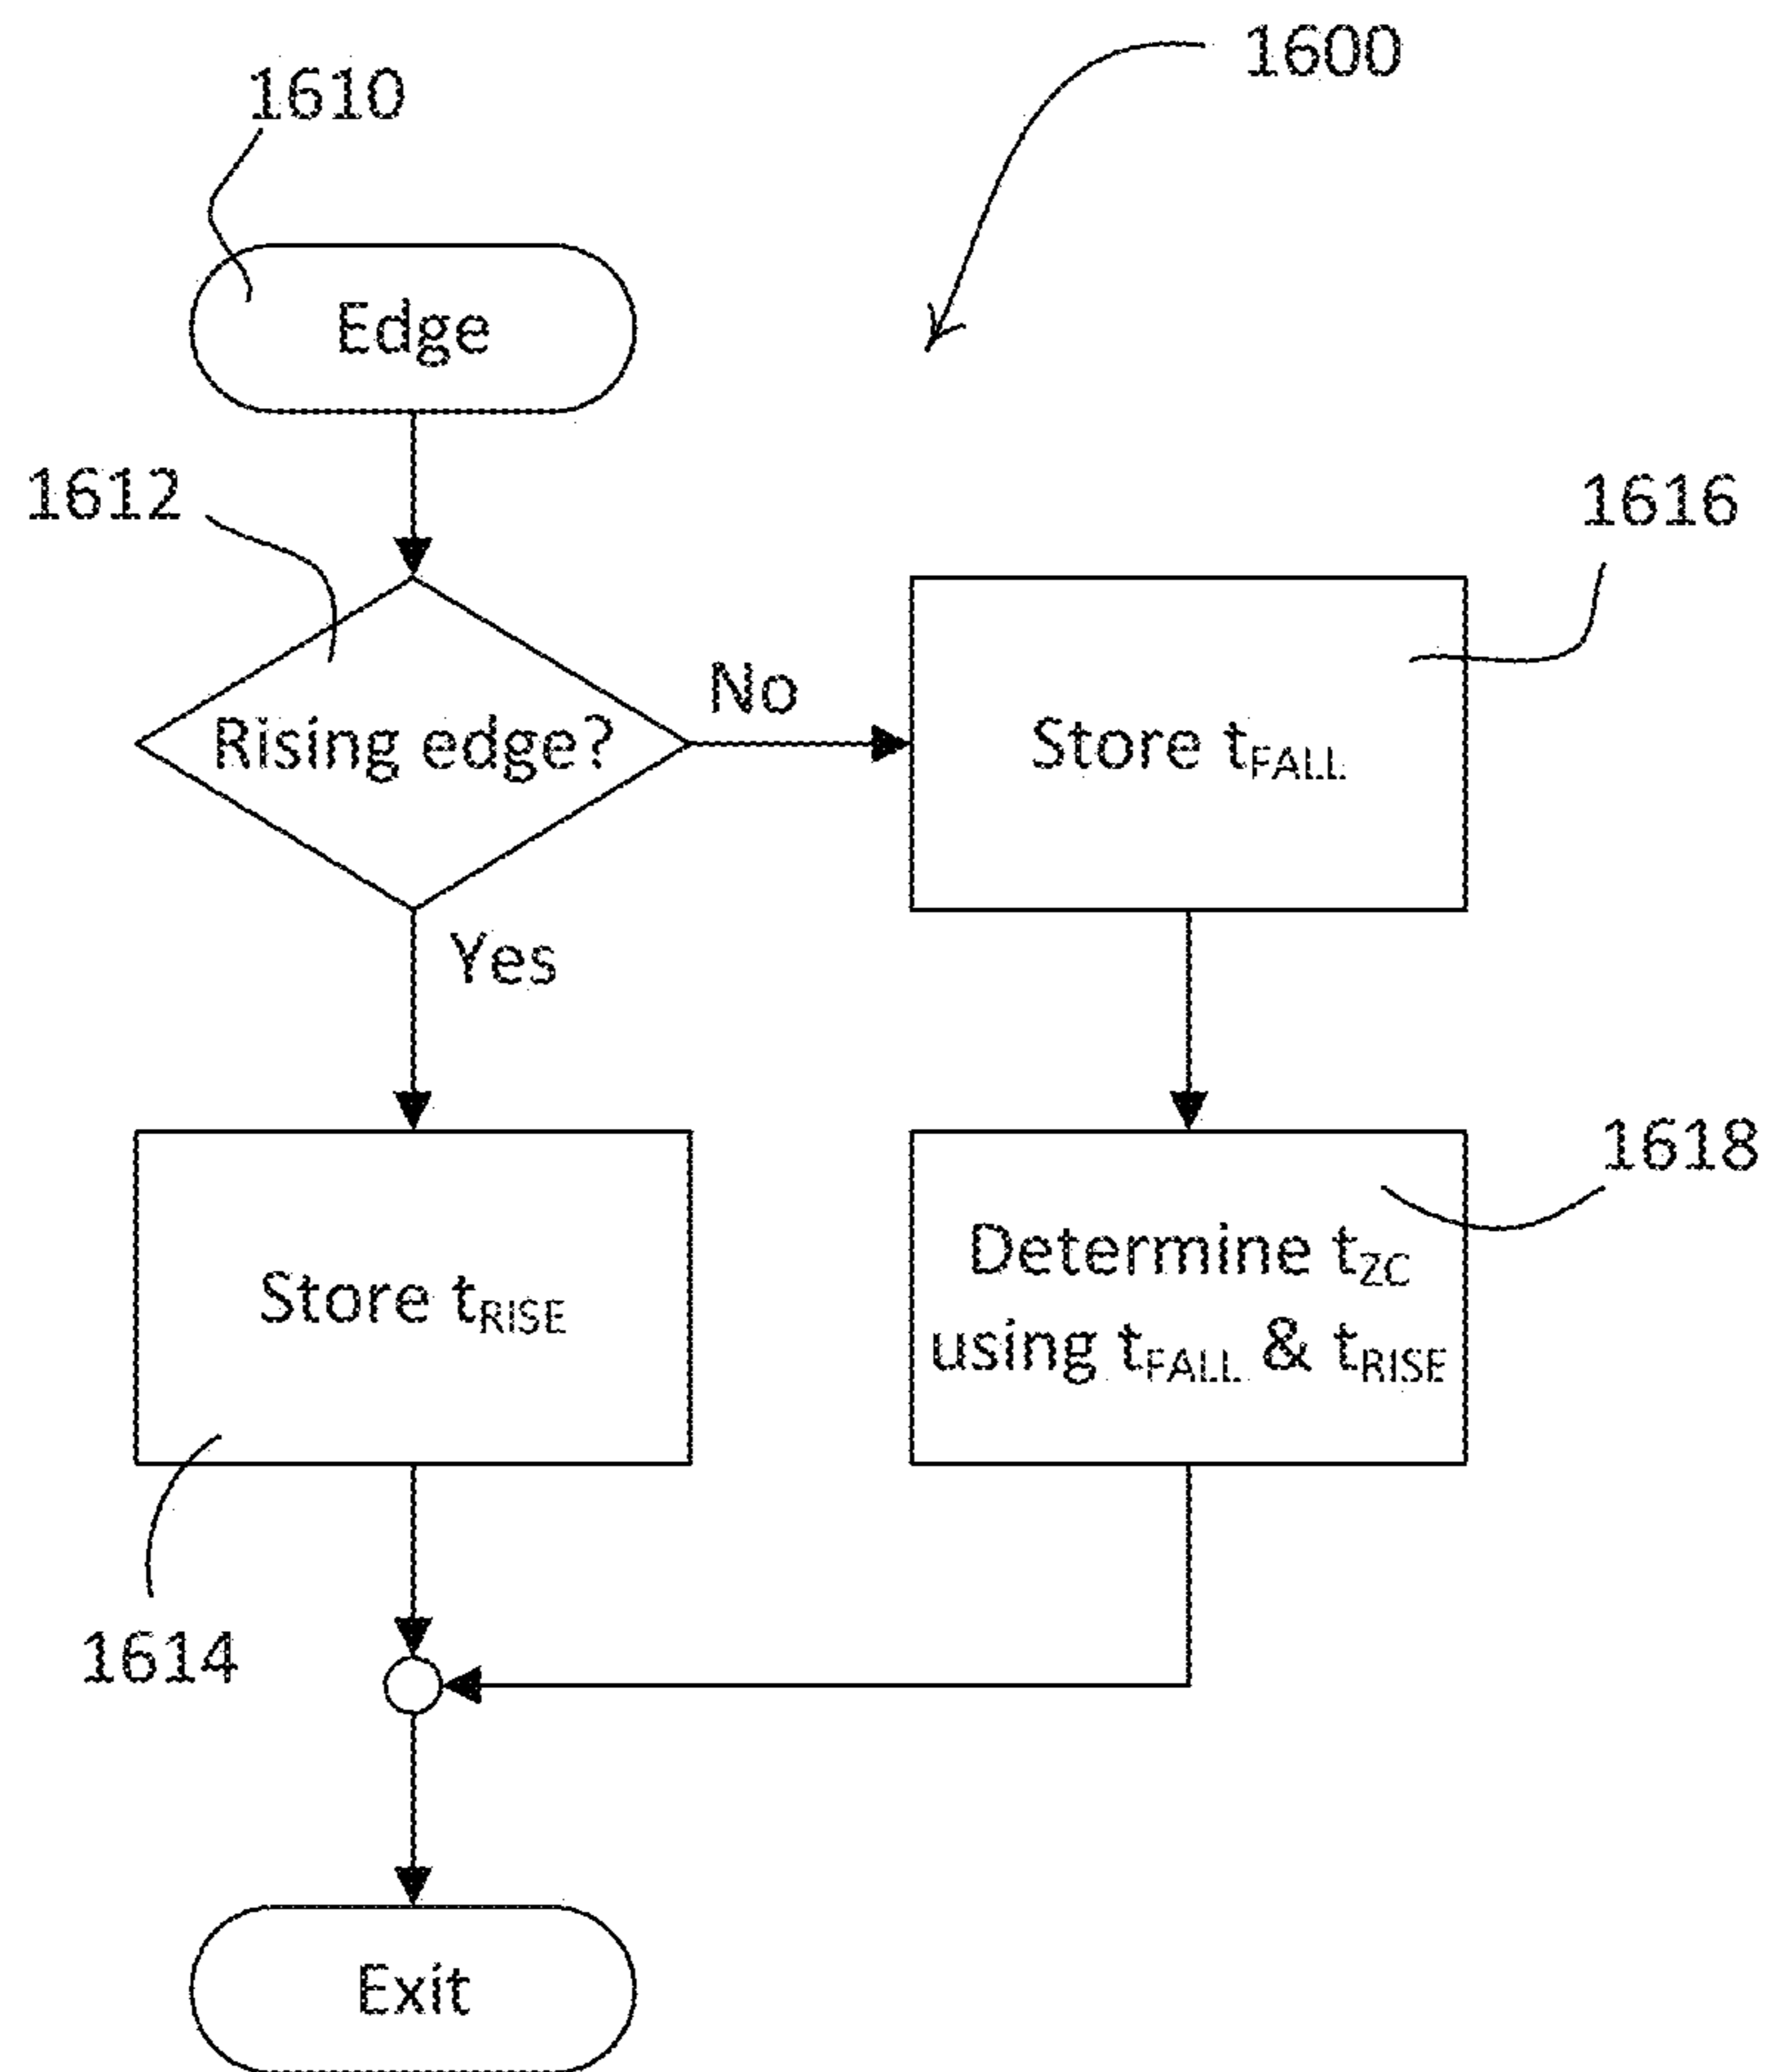 1600
1610
Edge
1612
1616
Rising edge?
No
Store tFALL
Yes
1618
Store tRISE
Determine tZC
using tFALL & tRISE
1614
Exit